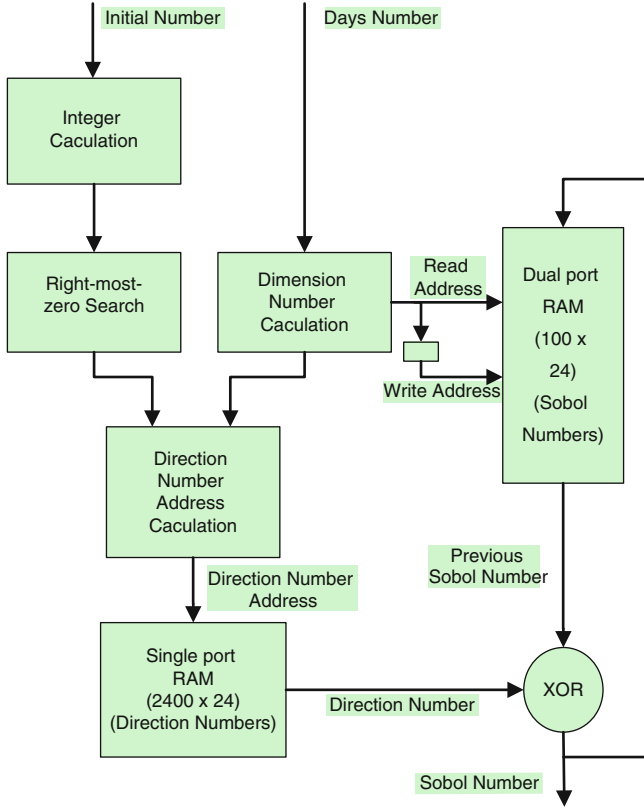 Initial Number
Days Number
Integer
Caculation
Right-most-
zero Search
Dimension
Number
Caculation
Read
Address
Write Address
Dual port
RAM
(100 x
24)
(Sobol
Numbers)
Direction
Number
Address
Caculation
Direction Number
Address
Previous
Sobol Number
Single port
RAM
(2400 x 24)
(Direction Numbers)
Direction Number
XOR
Sobol Number